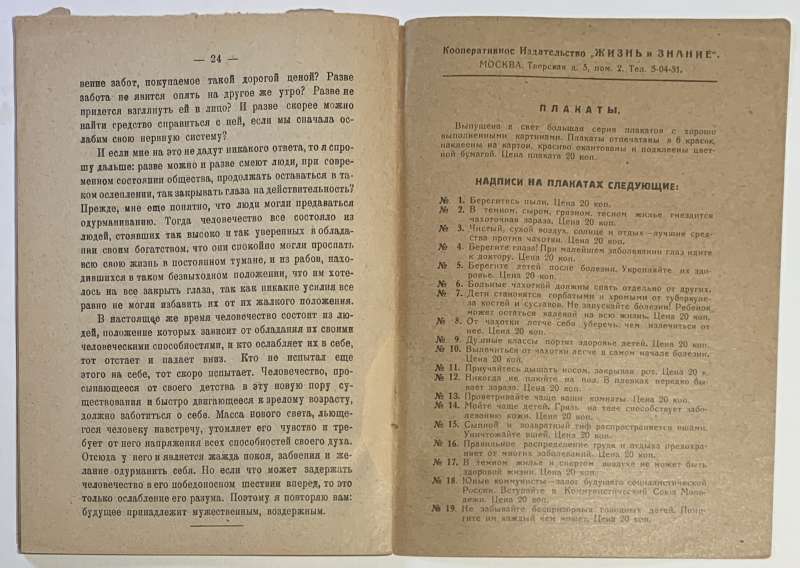 — 24 —
вение забот, покупаемое такой дорогой ценой? Разве
забота не явится опять на другое же утро? Разве не
придется взглянуть ей в лицо? И разве скорее можно
найти средство справиться с ней, если мы сначала ос-
лабим свою нервную систему?
И если мне на это не дадут никакого ответа, то я спро-
шу дальше: разве можно и разве смеют люди, при совре-
менном состоянии общества, продолжать оставаться в та-
ком ослеплении, так закрывать глаза на действительность?
Прежде, мне еще понятно, что люди могли предаваться
одурманиванию. Тогда человечество все состояло из
людей, стоявших так высоко и так уверенных в облада-
нии своим богатством, что они спокойно могли проспать
всю свою жизнь в постоянном тумане, и из рабов, нахо-
дившихся в таком безвыходном положении, что им хоте-
лось на все закрыть глаза, так как никакие усилия все
равно не могли избавить их от их жалкого положения.
В настоящее же время человечество состоит из лю-
дей, положение которых зависит от обладания их своими
человеческими способностями, и кто ослабляет их в себе,
тот отстает и падает вниз. Кто не испытал еще
этого на себе, тот скоро испытает. Человечество, про-
сыпающееся от своего детства в эту новую пору су-
ществования и быстро двигающееся к зрелому возрасту,
должно заботиться о себе. Масса нового света, льюще-
гося человеку навстречу, утомляет его чувство и тре-
бует от него напряжения всех способностей своего духа.
Отсюда у него и является жажда покоя, забвения и же-
лание одурманить себя. Но если что может задержать
человечество в его победоносном шествии вперед, то это
только ослабление его разума. Поэтому я повторяю вам:
будущее принадлежит мужественным, воздержным.
Кооперативное Издательство „ЖИЗНЬ и ЗНАНИЕ".
МОСКВА, Тверская д. 5, пом. 2. Тел. 5-04-51.
ПЛАКАТЫ.
Выпущена в свет большая серия плакатов с хорошо
выполненными картинами. Плакаты отпечатаны в 6 красок,
наклеены на картон, красиво окантованы и подклеены цвет-
ной бумагой. Цена плаката 20 коп.
НАДПИСИ НА ПЛАКАТАХ СЛЕДУЮЩИЕ:
№ 1. Берегитесь пыли. Цена 20 коп.
№ 2. В темном, сыром, грязном, тесном жилье гнездится
чахоточная зараза. Цена 20 коп.
№ 3. Чистый, сухой воздух, солнце и отдых—лучшие сред-
ства против чахотки. Цена 20 коп.
№ 4. Берегите глаза! При малейшем заболевании глаз идите
к доктору. Цена 20 коп.
№ 5. Берегите детей после болезни. Укрепляйте их здо-
ровье. Цена 20 коп.
№ 6. Больные чахоткой должны спать отдельно от других.
№ 7. Дети становятся горбатыми и хромыми от туберкуле-
за костей и суставов. Не запускайте болезни! Ребенок
может остаться калекой на всю жизнь. Цена 20 коп.
№ 8. От чахотки легче себя уберечь, чем излечиться от
нее. Цена 20 коп.
№ 9. Душные классы портят здоровье детей. Цена 20 коп.
№ 10. Вылечиться от чахотки легче в самом начале болезни.
Цена 20 коп.
№ 11. Приучайтесь дышать носом, закрывая рот. Цена 20 к.
№ 12. Никогда не плюйте на пол. В плевках нередко бы-
вает зараза. Цена 20 коп.
№ 13. Проветривайте чаще ваши комнаты. Цена 20 коп.
№ 14. Мойте чаще детей. Грязь на теле способствует забо-
леванию кожи. Цена 20 коп.
№ 15. Сыпной и возвратный тиф распространяется вшами.
Уничтожайте вшей. Цена 20 коп.
№ 16. Правильное распределение труда и отдыха предохра-
няет от многих заболеваний. Цена 20 коп.
№ 17. В темном жилье и спертом воздухе не может быть
здоровой жизни. Цена 20 коп.
№ 18. Юные коммунисты—залог будущего социалистической
России. Вступайте в Коммунистический Союз Моло-
дежи. Цена 20 коп.
№ 19. Не забывайте беспризорных голодных детей. Помо-
гите им каждый чем может. Цена 20 коп.